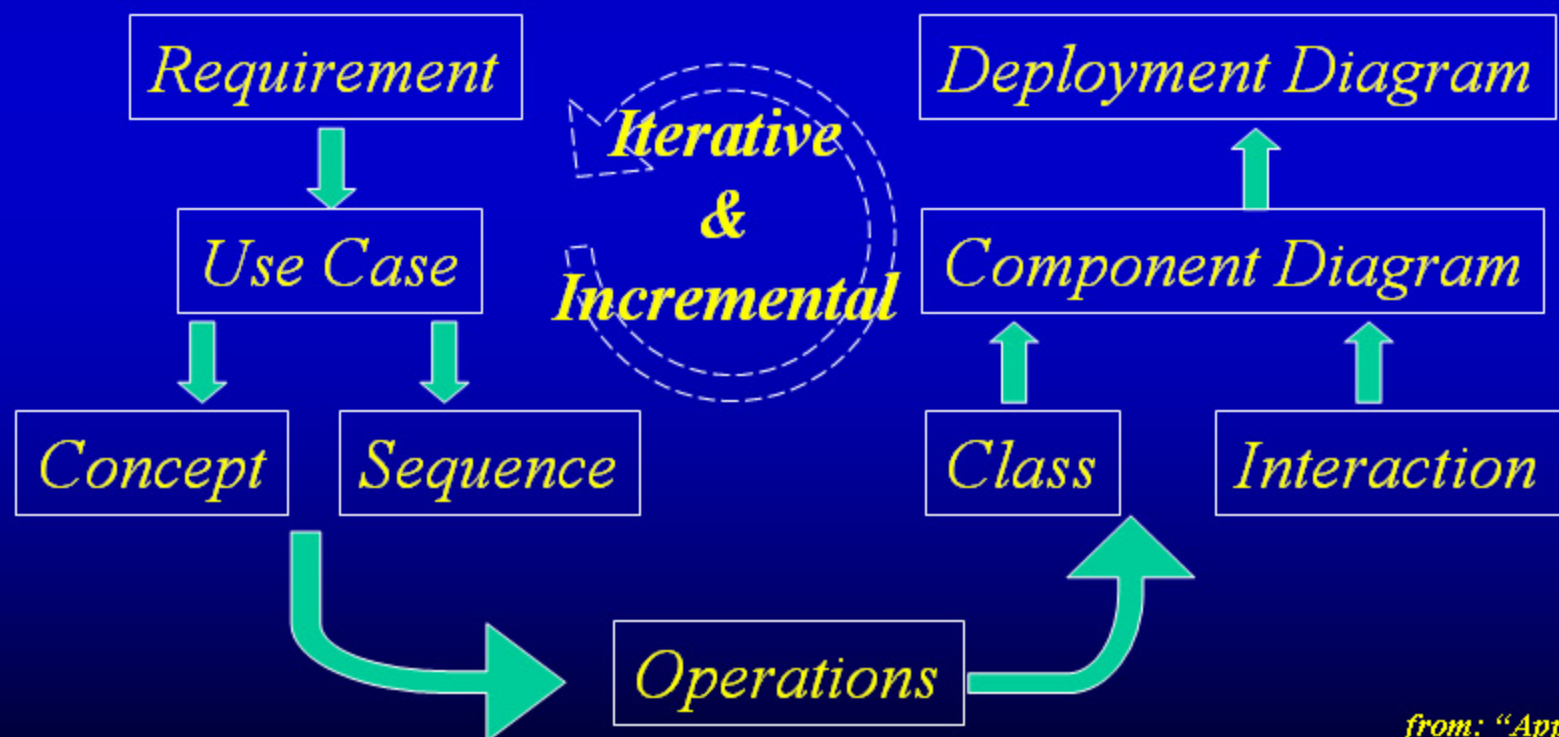 Requirement
Iterative
&
Incremental
Deployment Diagram
Use Case
Component Diagram
Concept
Sequence
Class
Interaction
Operations
from: “